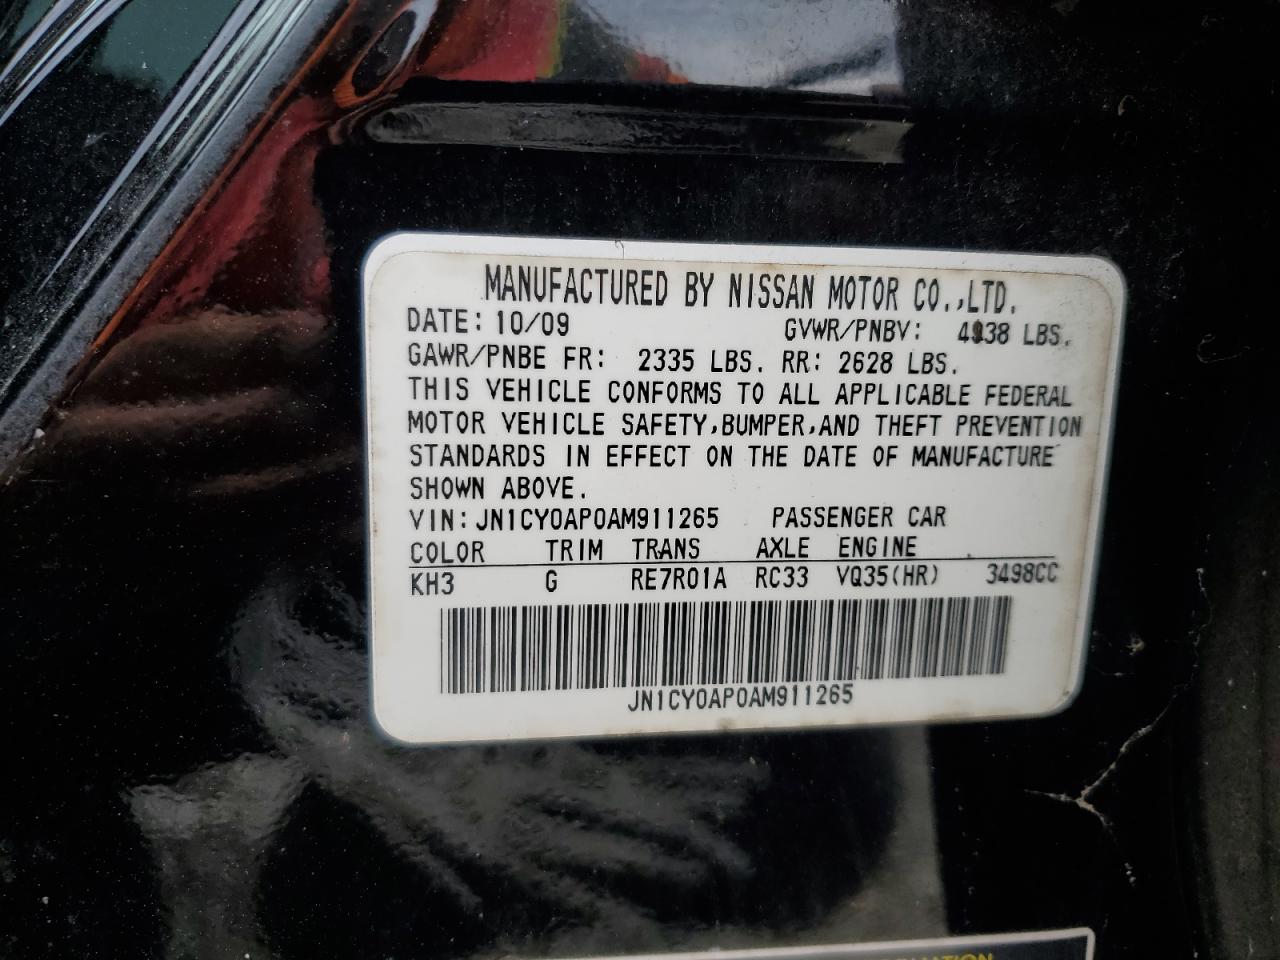 MANUFACTURED BY NISSAN MOTOR CO.,LTD.
DATE: 10/09 GVWR/PNBV: LBS.
GAWR/PNBE FR: 2335 LBS. RR: 2628 LBS.
THIS VEHICLE CONFORMS TO ALL APPLICABLE FEDERAL
MOTOR VEHICLE SAFETY,BUMPER,AND THEFT PREVENTION
STANDARDS IN EFFECT ON THE DATE OF MANUFACTURE
SHOWN ABOVE.
VIN: JN1CY0AP0AM911265 PASSENGER CAR
COLOR TRIM TRANS AXLE ENGINE
KH3 G RE7R01A RC33 VQ35(HR) 3498CC
JN1CY0AP0AM911265